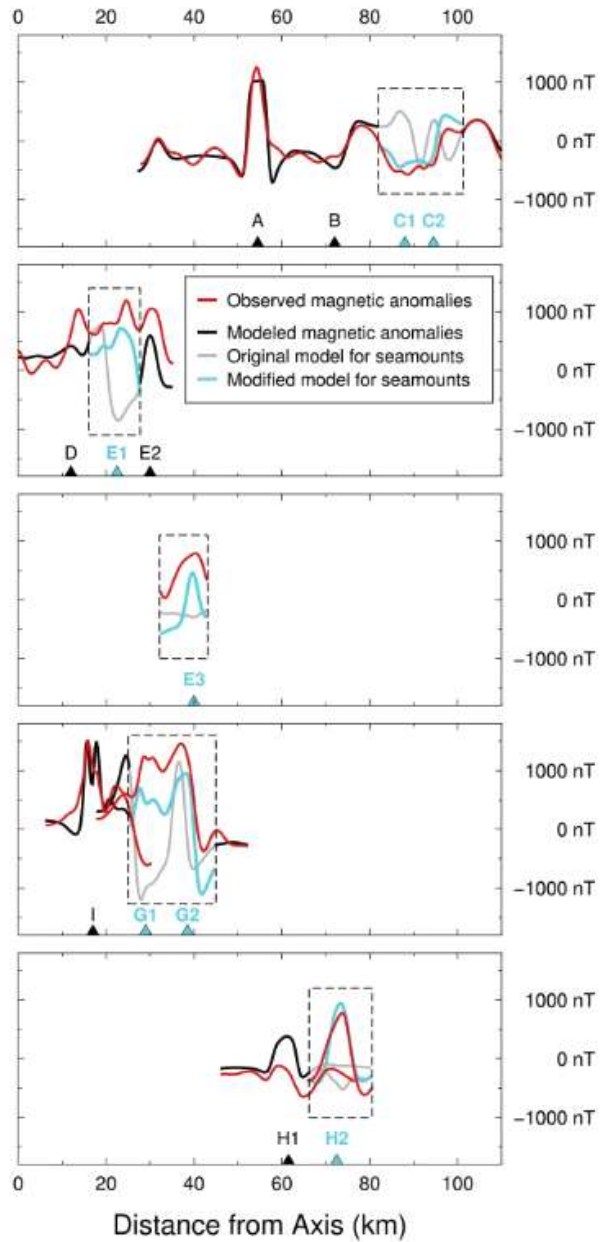 0 20 40 60 80 100
1000 nT
0 nT
−1000 nT
A B C1 C2
Observed magnetic anomalies
Modeled magnetic anomalies
Original model for seamounts
Modified model for seamounts
1000 nT
0 nT
−1000 nT
D E1 E2
1000 nT
0 nT
−1000 nT
E3
1000 nT
0 nT
−1000 nT
I G1 G2
1000 nT
0 nT
−1000 nT
H1 H2
0 20 40 60 80 100
Distance from Axis (km)